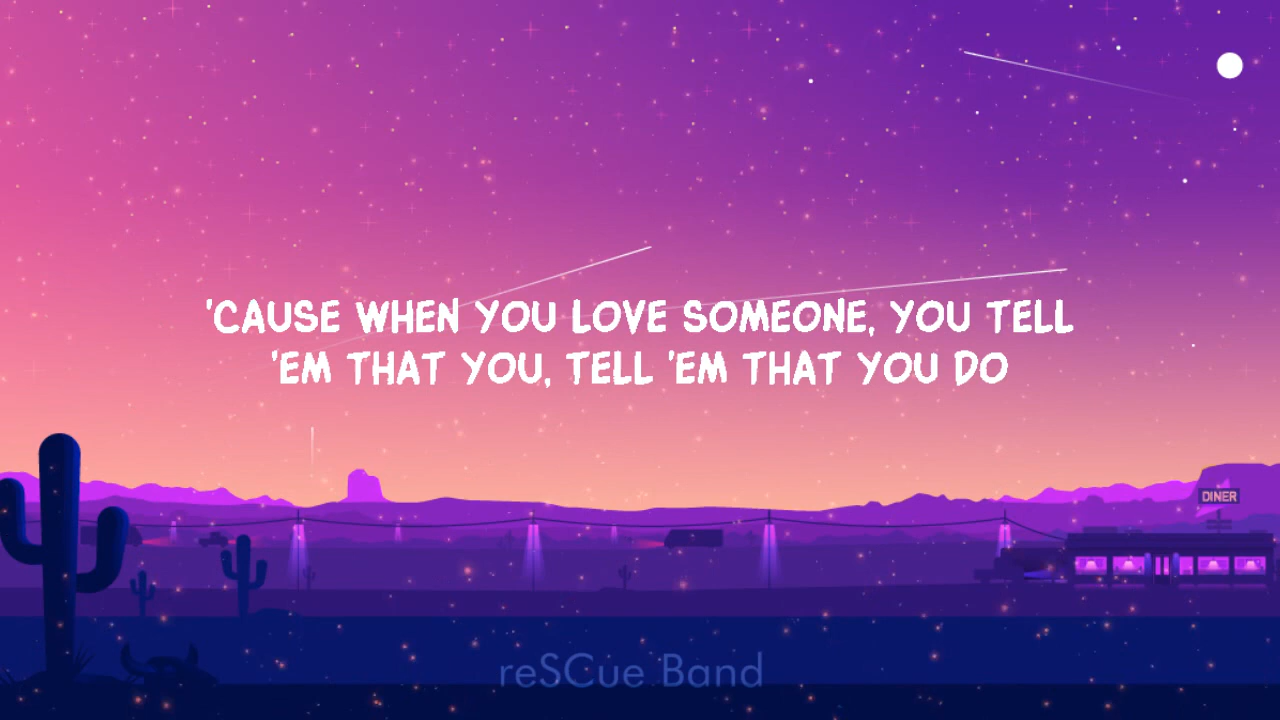 'CAUSE WHEN YOU LOVE SOMEONE, YOU TELL
'EM THAT YOU, TELL 'EM THAT YOU DO
DINER
reSCue Band